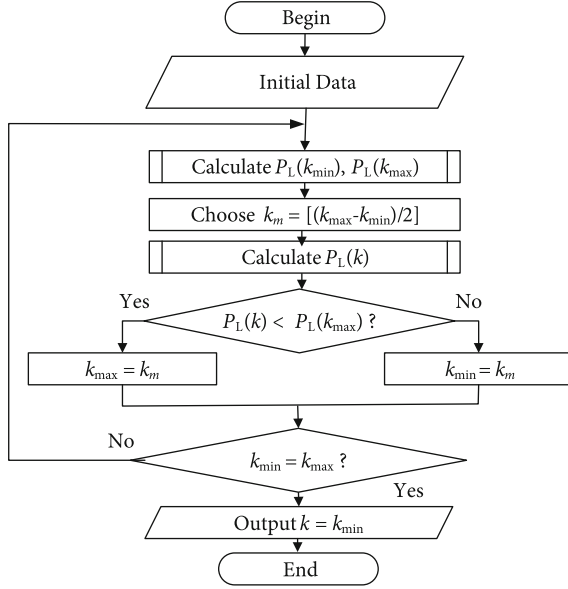 Begin
Initial Data
Calculate P_L(k_min), P_L(k_max)
Choose k_m = [(k_max-k_min)/2]
Calculate P_L(k)
Yes
No
P_L(k) < P_L(k_max) ?
k_max = k_m
k_min = k_m
No
k_min = k_max ?
Yes
Output k = k_min
End